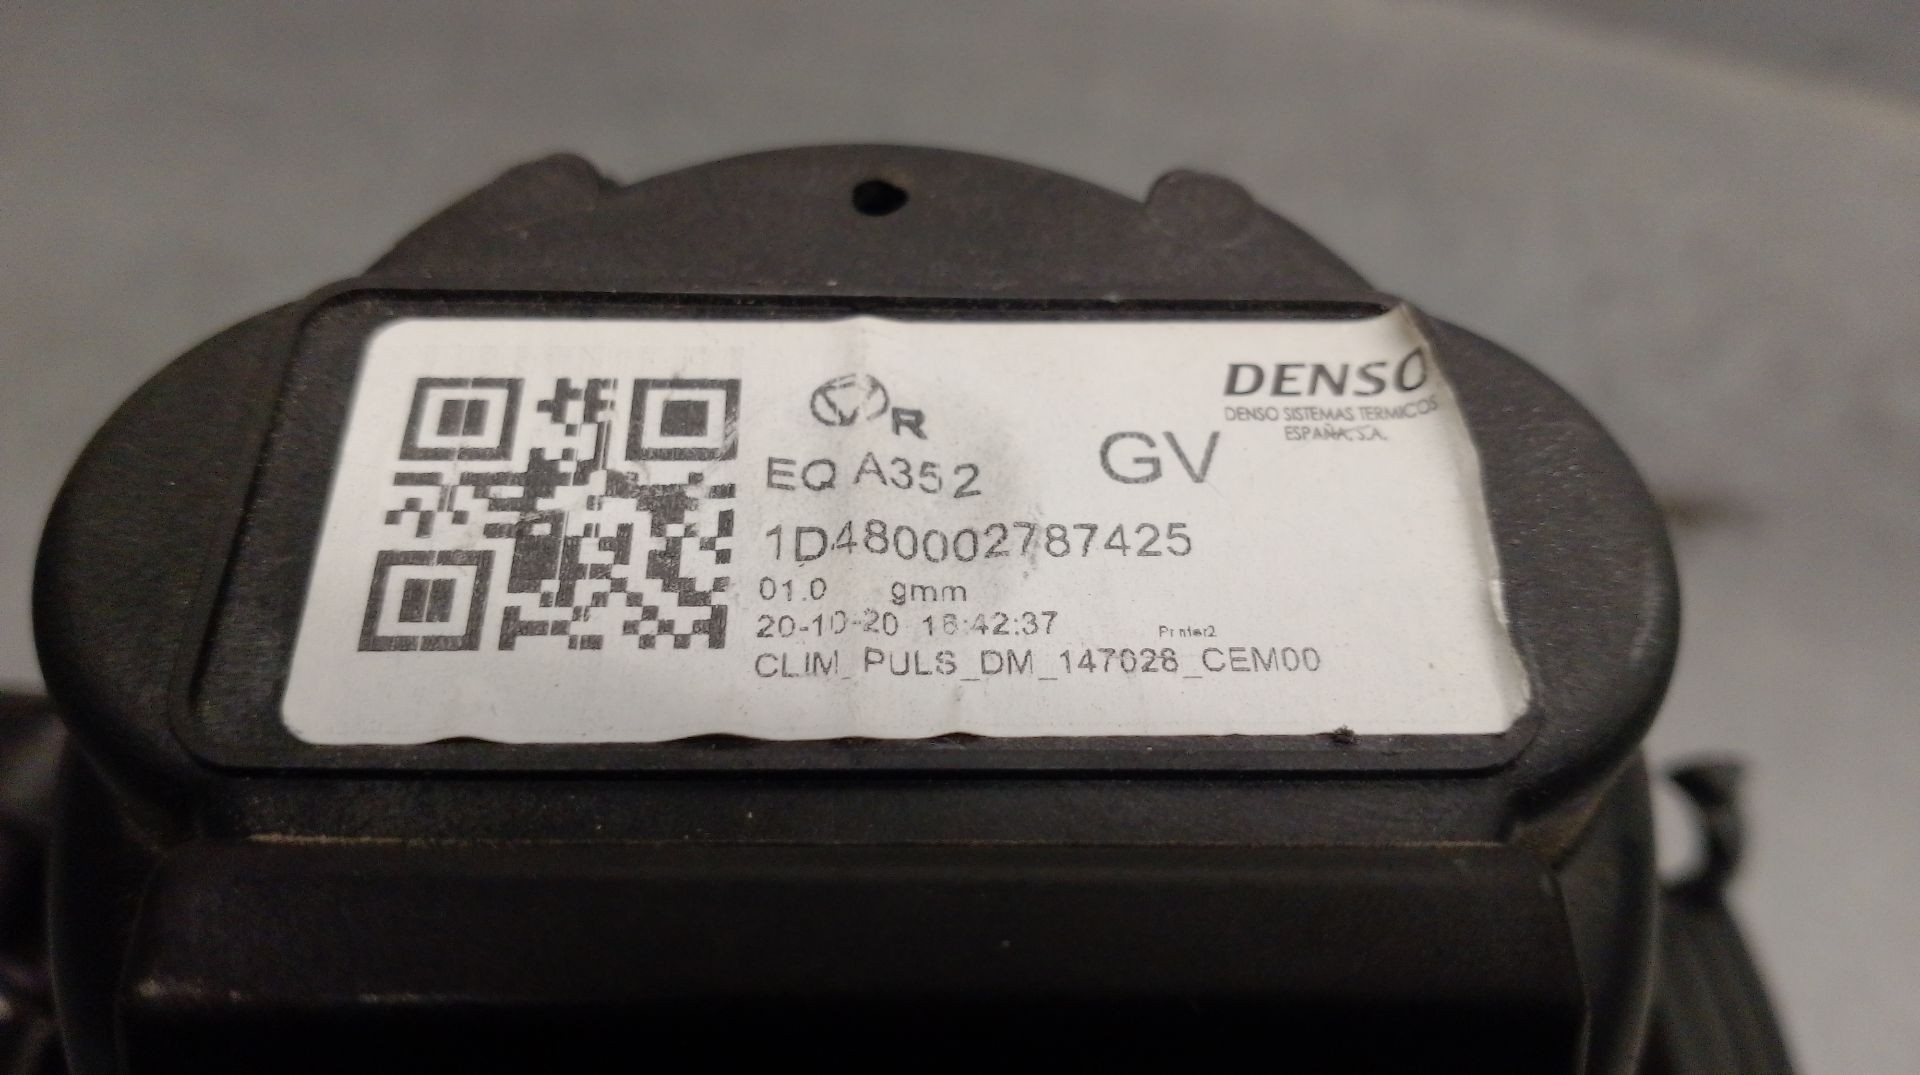 DENSO
DENSO SISTEMAS TERMICOS
ESPAÑA,S.A.
R
GV
EQ A352
1D480002787425
01.0 gmm
20-10-20 18:42:37
Printer2
CLIM_PULS_DM_147028_CEM00